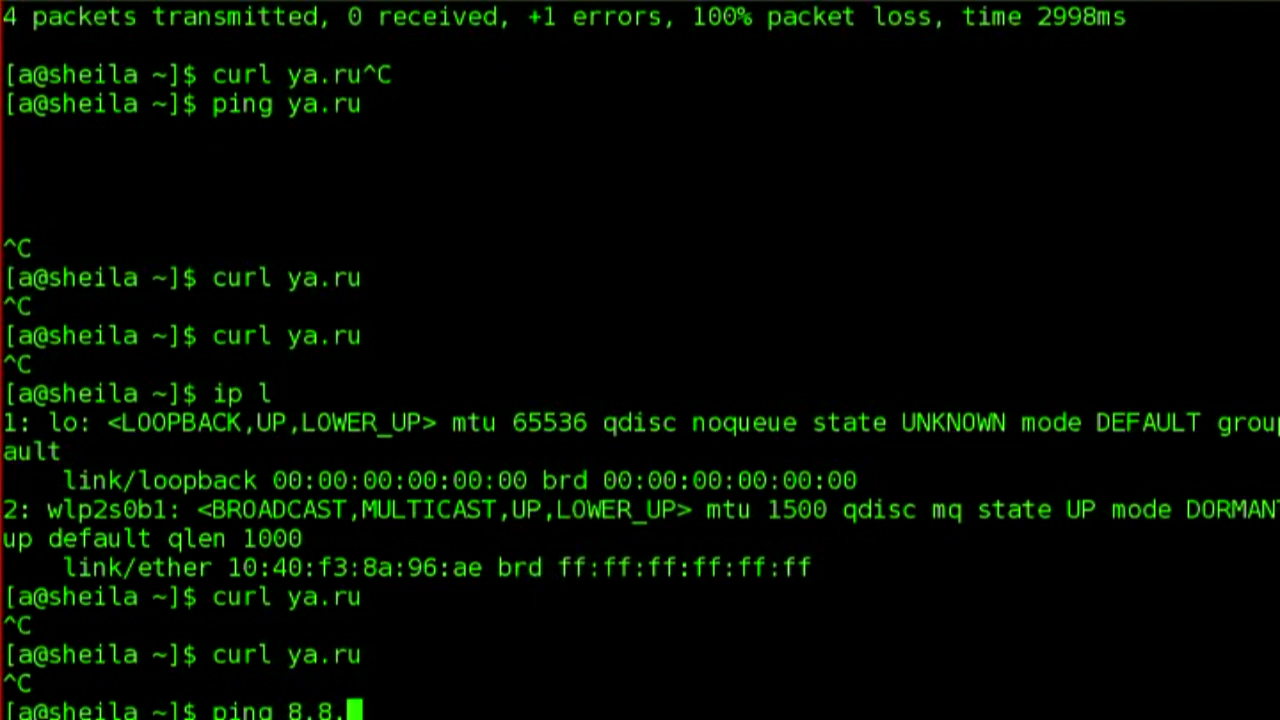 4 packets transmitted, 0 received, +1 errors, 100% packet loss, time 2998ms
[a@sheila ~]$ curl ya.ru^C
[a@sheila ~]$ ping ya.ru
^C
[a@sheila ~]$ curl ya.ru
^C
[a@sheila ~]$ curl ya.ru
^C
[a@sheila ~]$ ip l
1: lo: <LOOPBACK,UP,LOWER_UP> mtu 65536 qdisc noqueue state UNKNOWN mode DEFAULT grou
ault
link/loopback 00:00:00:00:00:00 brd 00:00:00:00:00:00
2: wlp2s0b1: <BROADCAST,MULTICAST,UP,LOWER_UP> mtu 1500 qdisc mq state UP mode DORMANT
up default qlen 1000
link/ether 10:40:f3:8a:96:ae brd ff:ff:ff:ff:ff:ff
[a@sheila ~]$ curl ya.ru
^C
[a@sheila ~]$ curl ya.ru
^C
[a@sheila ~]$ ping 8.8.